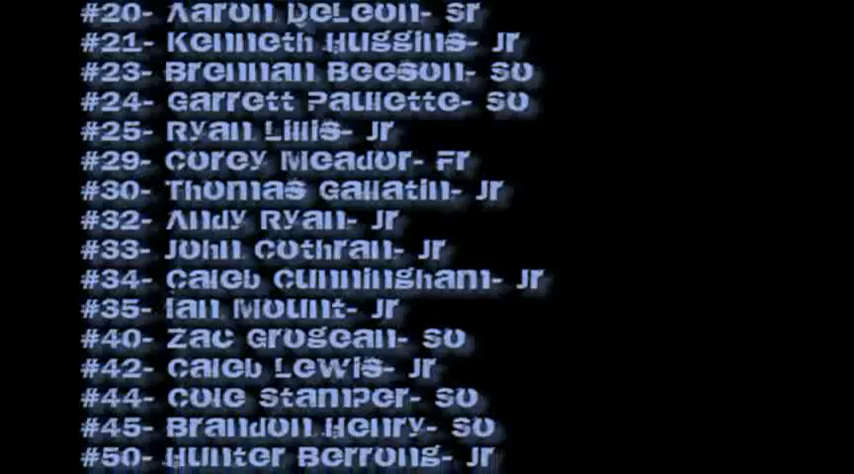 #20- Aaron DeLeon- Sr
#21- Kenneth Huggins- Jr
#23- Brennan Beeson- So
#24- Garrett Paulette- So
#25- Ryan Lillis- Jr
#29- Corey Meador- Fr
#30- Thomas Gallatin- Jr
#32- Andy Ryan- Jr
#33- John Cothran- Jr
#34- Caleb Cunningham- Jr
#35- Ian Mount- Jr
#40- Zac Grogean- So
#42- Caleb Lewis- Jr
#44- Cole Stamper- So
#45- Brandon Henry- So
#50- Hunter Berrong- Jr